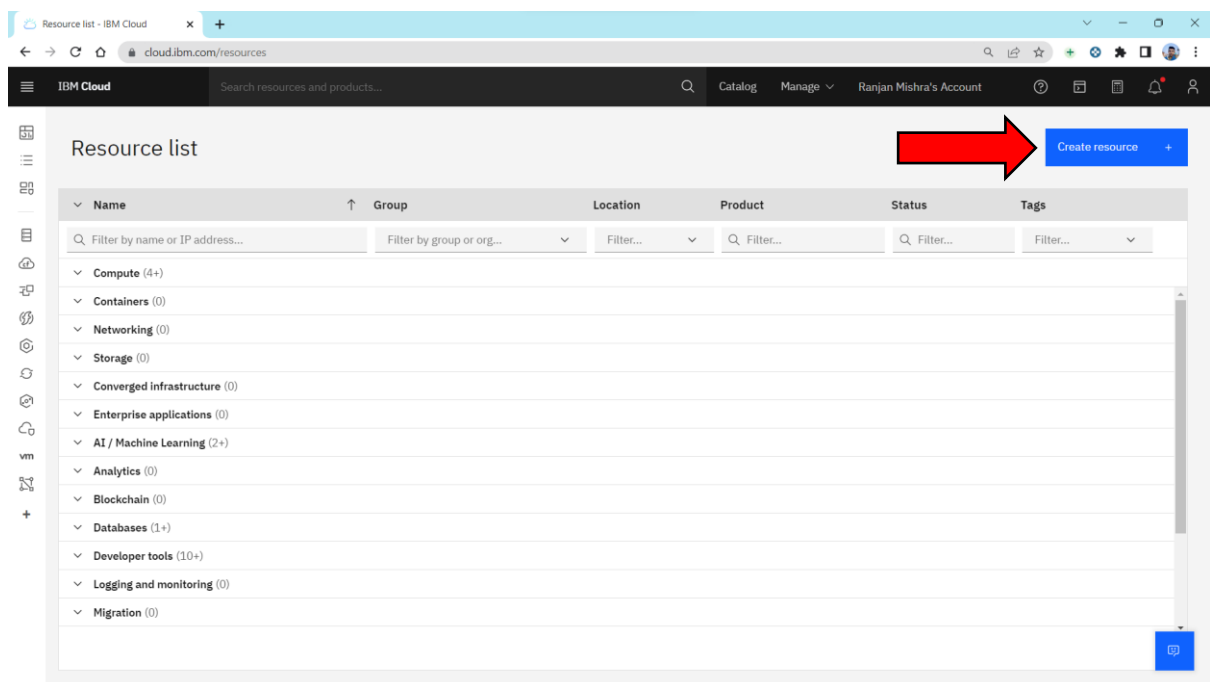 Resource list - IBM Cloud
cloud.ibm.com/resources
IBM Cloud Search resources and products... Catalog Manage Ranjan Mishra's Account
Resource list Create resource +
Name Group Location Product Status Tags
Filter by name or IP address... Filter by group or org... Filter... Filter... Filter... Filter...
Compute (4+)
Containers (0)
Networking (0)
Storage (0)
Converged infrastructure (0)
Enterprise applications (0)
AI / Machine Learning (2+)
vm
Analytics (0)
Blockchain (0)
Databases (1+)
Developer tools (10+)
Logging and monitoring (0)
Migration (0)